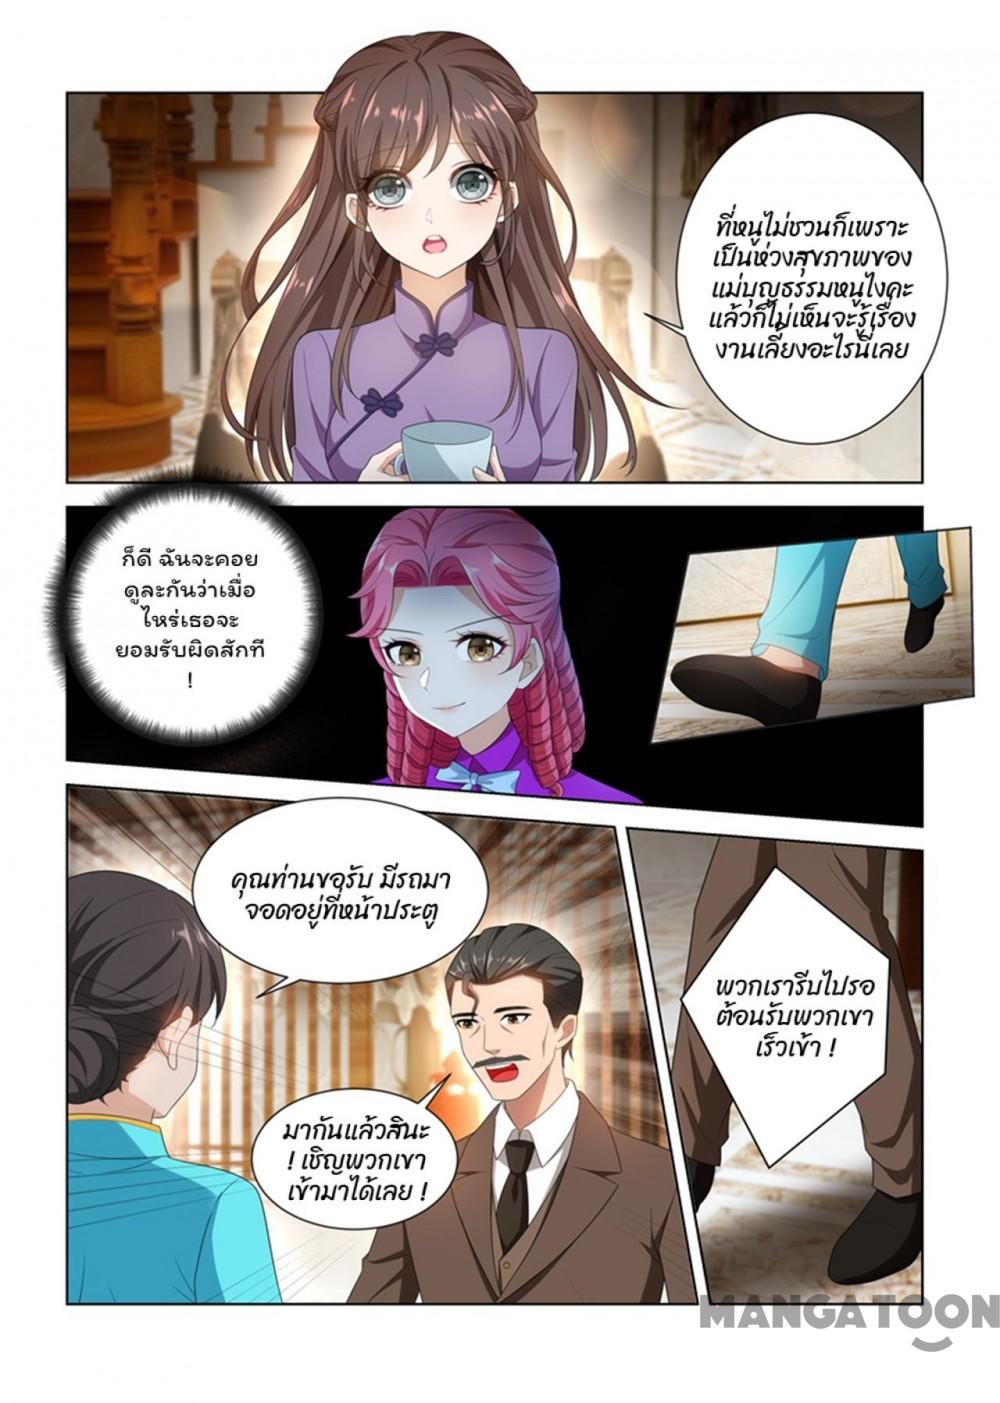 ที่หนูไม่ชวนก็เพราะ
เป็นห่วงสุขภาพของ
แม่บุญธรรมหนูไงคะ
แล้วก็ไม่เห็นจะรู้เรื่อง
งานเลี้ยงอะไรนี่เลย
ก็ดี ฉันจะคอย
ดูละกันว่าเมื่อ
ไหร่เธอจะ
ยอมรับผิดสักที
!
คุณท่านขอรับ มีรถมา
จอดอยู่ที่หน้าประตู
มากันแล้วสินะ
! เชิญพวกเขา
เข้ามาได้เลย !
พวกเรารีบไปรอ
ต้อนรับพวกเขา
เร็วเข้า !
MANGATOON